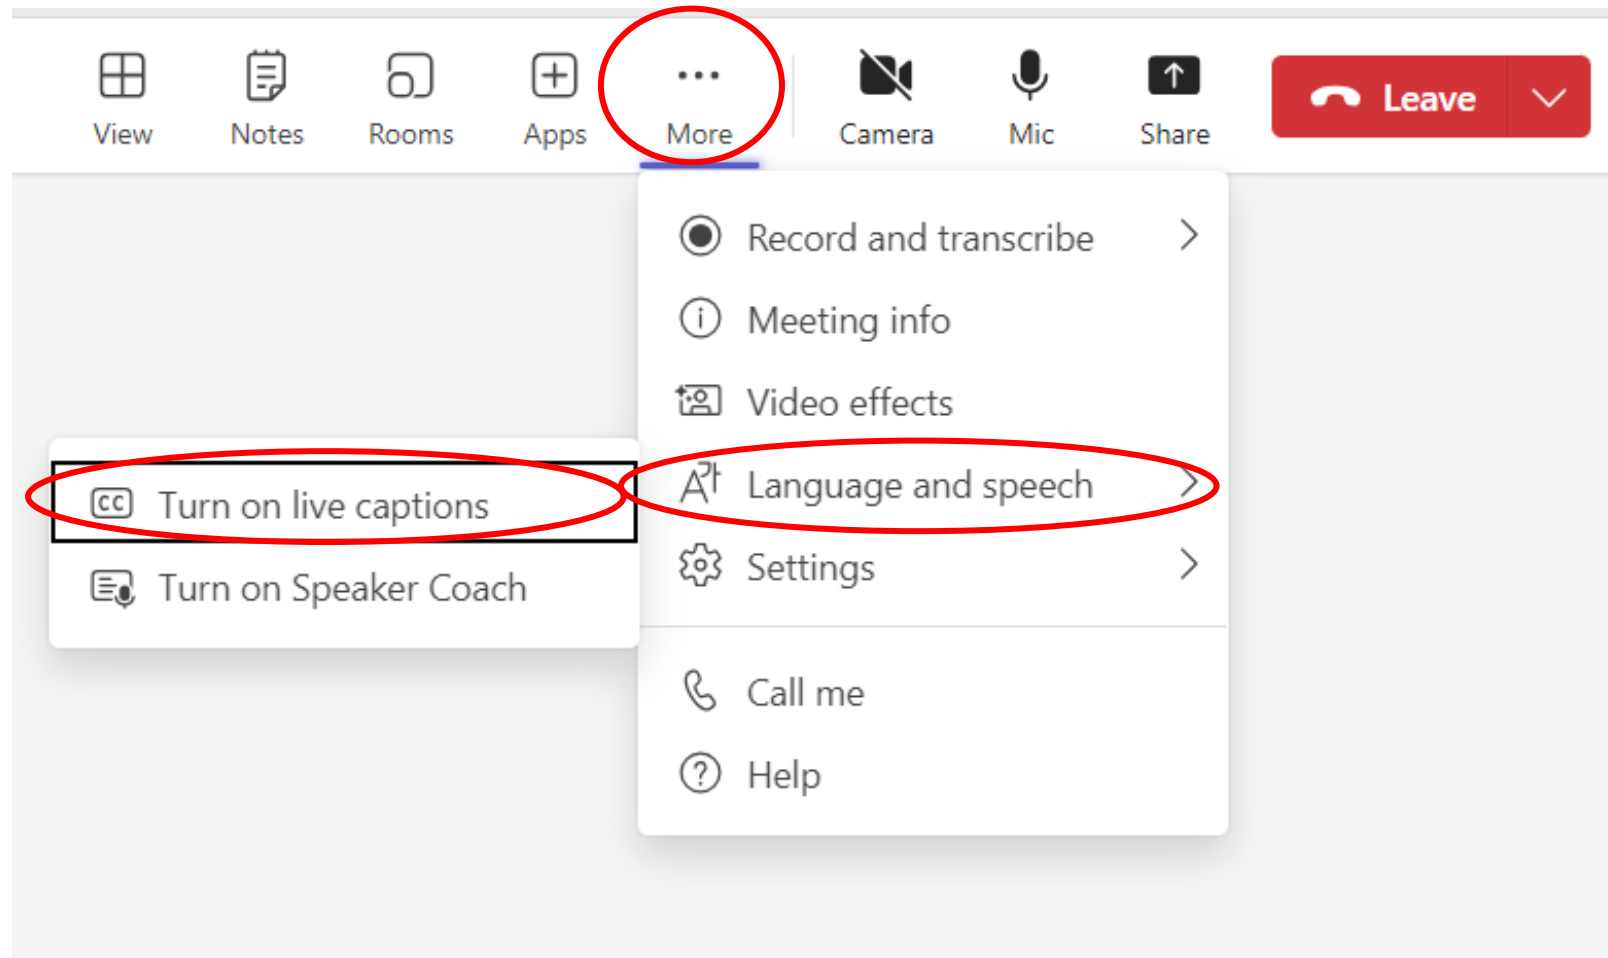 View Notes Rooms Apps More Camera Mic Share Leave
Record and transcribe
Meeting info
Video effects
Language and speech
Settings
Call me
Help
CC Turn on live captions
Turn on Speaker Coach